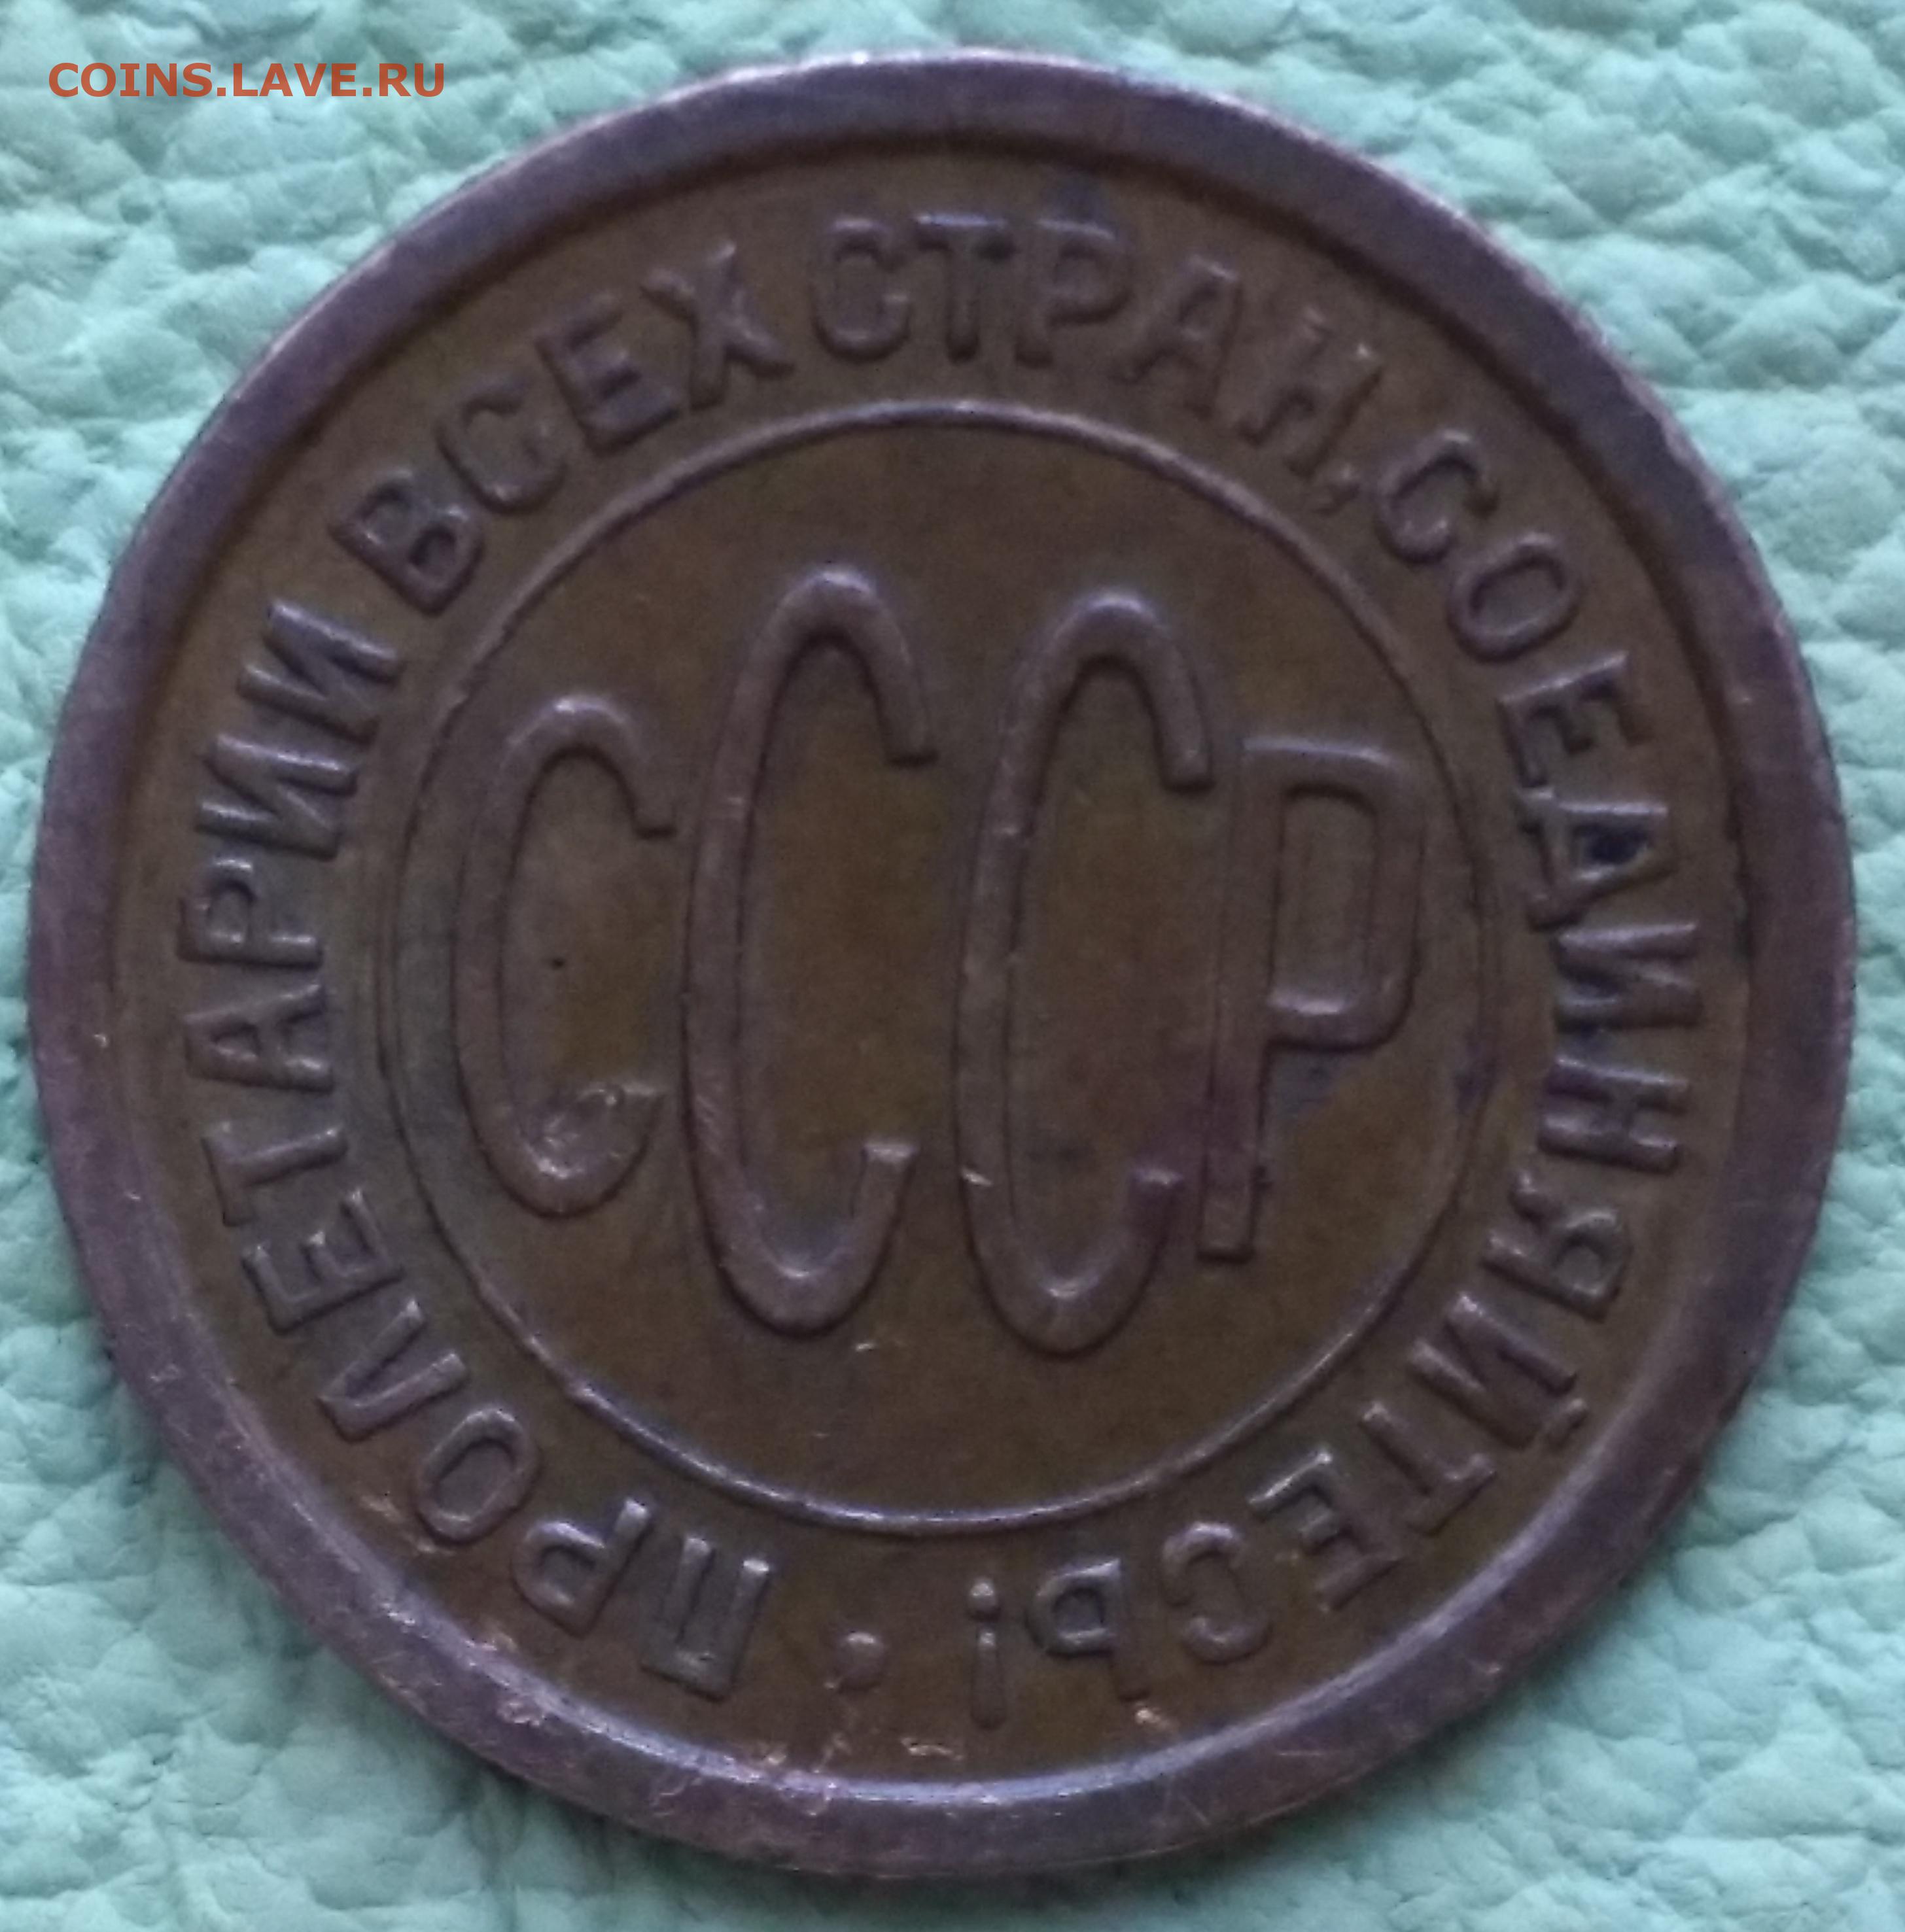 COINS.LAVE.RU
ПРОЛЕТАРИИ ВСЕХ СТРАН, СОЕДИНЯЙТЕСЬ! •
СССР